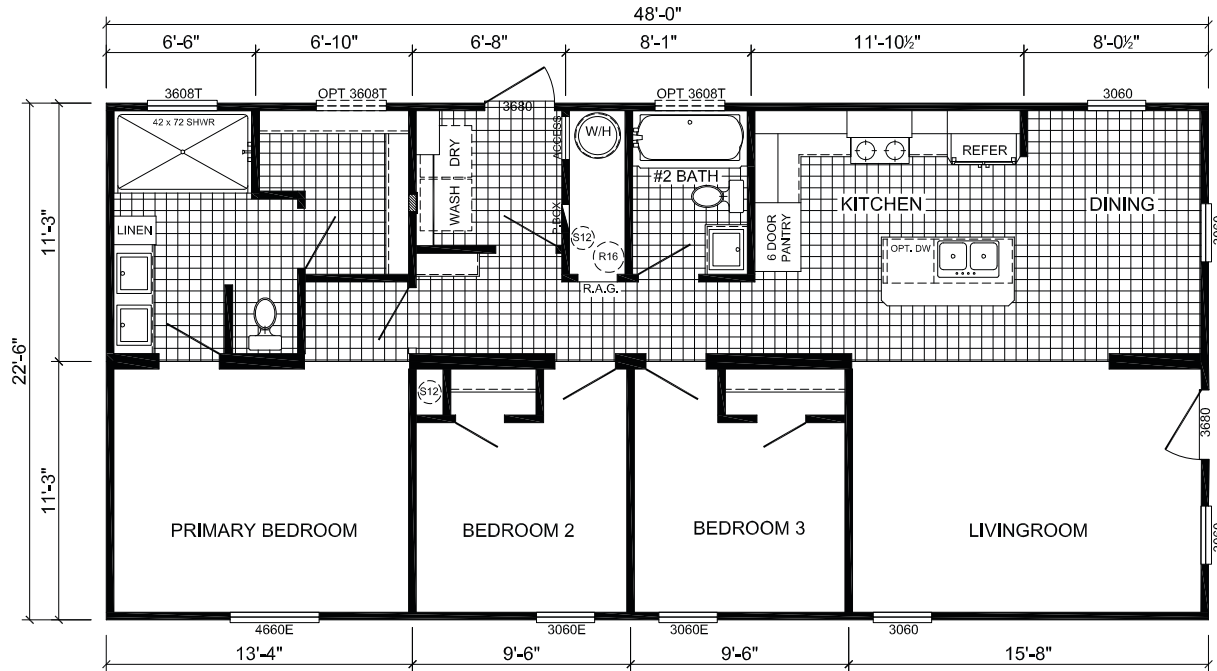 48'-0"
6'-6"
6'-10"
6'-8"
8'-1"
11'-10½"
8'-0½"
3608T
OPT 3608T
3680
OPT 3608T
3060
42 x 72 SHWR
W/H
ACCESS
DRY
WASH
REFER
#2 BATH
KITCHEN
DINING
3060
LINEN
P.BOX
S12
R16
6 DOOR
PANTRY
OPT. DW
R.A.G.
11'-3"
22'-6"
11'-3"
S12
3680
PRIMARY BEDROOM
BEDROOM 2
BEDROOM 3
LIVINGROOM
3060
4660E
3060E
3060E
3060
13'-4"
9'-6"
9'-6"
15'-8"